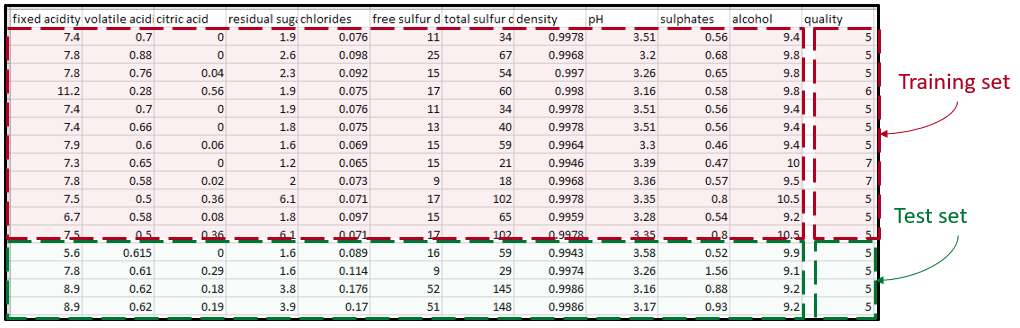 fixed acidity volatile acidi citric acid residual suga chlorides free sulfur d total sulfur d density pH sulphates alcohol quality
7.4 0.7 0 1.9 0.076 11 34 0.9978 3.51 0.56 9.4 5
7.8 0.88 0 2.6 0.098 25 67 0.9968 3.2 0.68 9.8 5
7.8 0.76 0.04 2.3 0.092 15 54 0.997 3.26 0.65 9.8 5
11.2 0.28 0.56 1.9 0.075 17 60 0.998 3.16 0.58 9.8 6
7.4 0.7 0 1.9 0.076 11 34 0.9978 3.51 0.56 9.4 5
7.4 0.66 0 1.8 0.075 13 40 0.9978 3.51 0.56 9.4 5
7.9 0.6 0.06 1.6 0.069 15 59 0.9964 3.3 0.46 9.4 5
7.3 0.65 0 1.2 0.065 15 21 0.9946 3.39 0.47 10 7
7.8 0.58 0.02 2 0.073 9 18 0.9968 3.36 0.57 9.5 7
7.5 0.5 0.36 6.1 0.071 17 102 0.9978 3.35 0.8 10.5 5
6.7 0.58 0.08 1.8 0.097 15 65 0.9959 3.28 0.54 9.2 5
7.5 0.5 0.36 6.1 0.071 17 102 0.9978 3.35 0.8 10.5 5
5.6 0.615 0 1.6 0.089 16 59 0.9943 3.58 0.52 9.9 5
7.8 0.61 0.29 1.6 0.114 9 29 0.9974 3.26 1.56 9.1 5
8.9 0.62 0.18 3.8 0.176 52 145 0.9986 3.16 0.88 9.2 5
8.9 0.62 0.19 3.9 0.17 51 148 0.9986 3.17 0.93 9.2 5
Training set
Test set